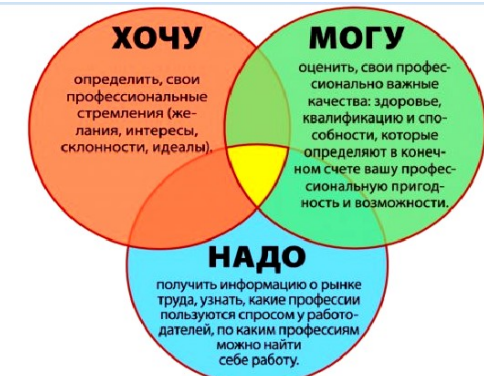 ХОЧУ
определить, свои
профессиональные
стремления (же-
лания, интересы,
склонности, идеалы).
МОГУ
оценить, свои профес-
сионально важные
качества: здоровье,
квалификацию и спо-
собности, которые
определяют в конеч-
ном счете вашу профес-
сиональную пригод-
ность и возможности.
НАДО
получить информацию о рынке
труда, узнать, какие профессии
пользуются спросом у работо-
дателей, по каким профессиям
можно найти
себе работу.